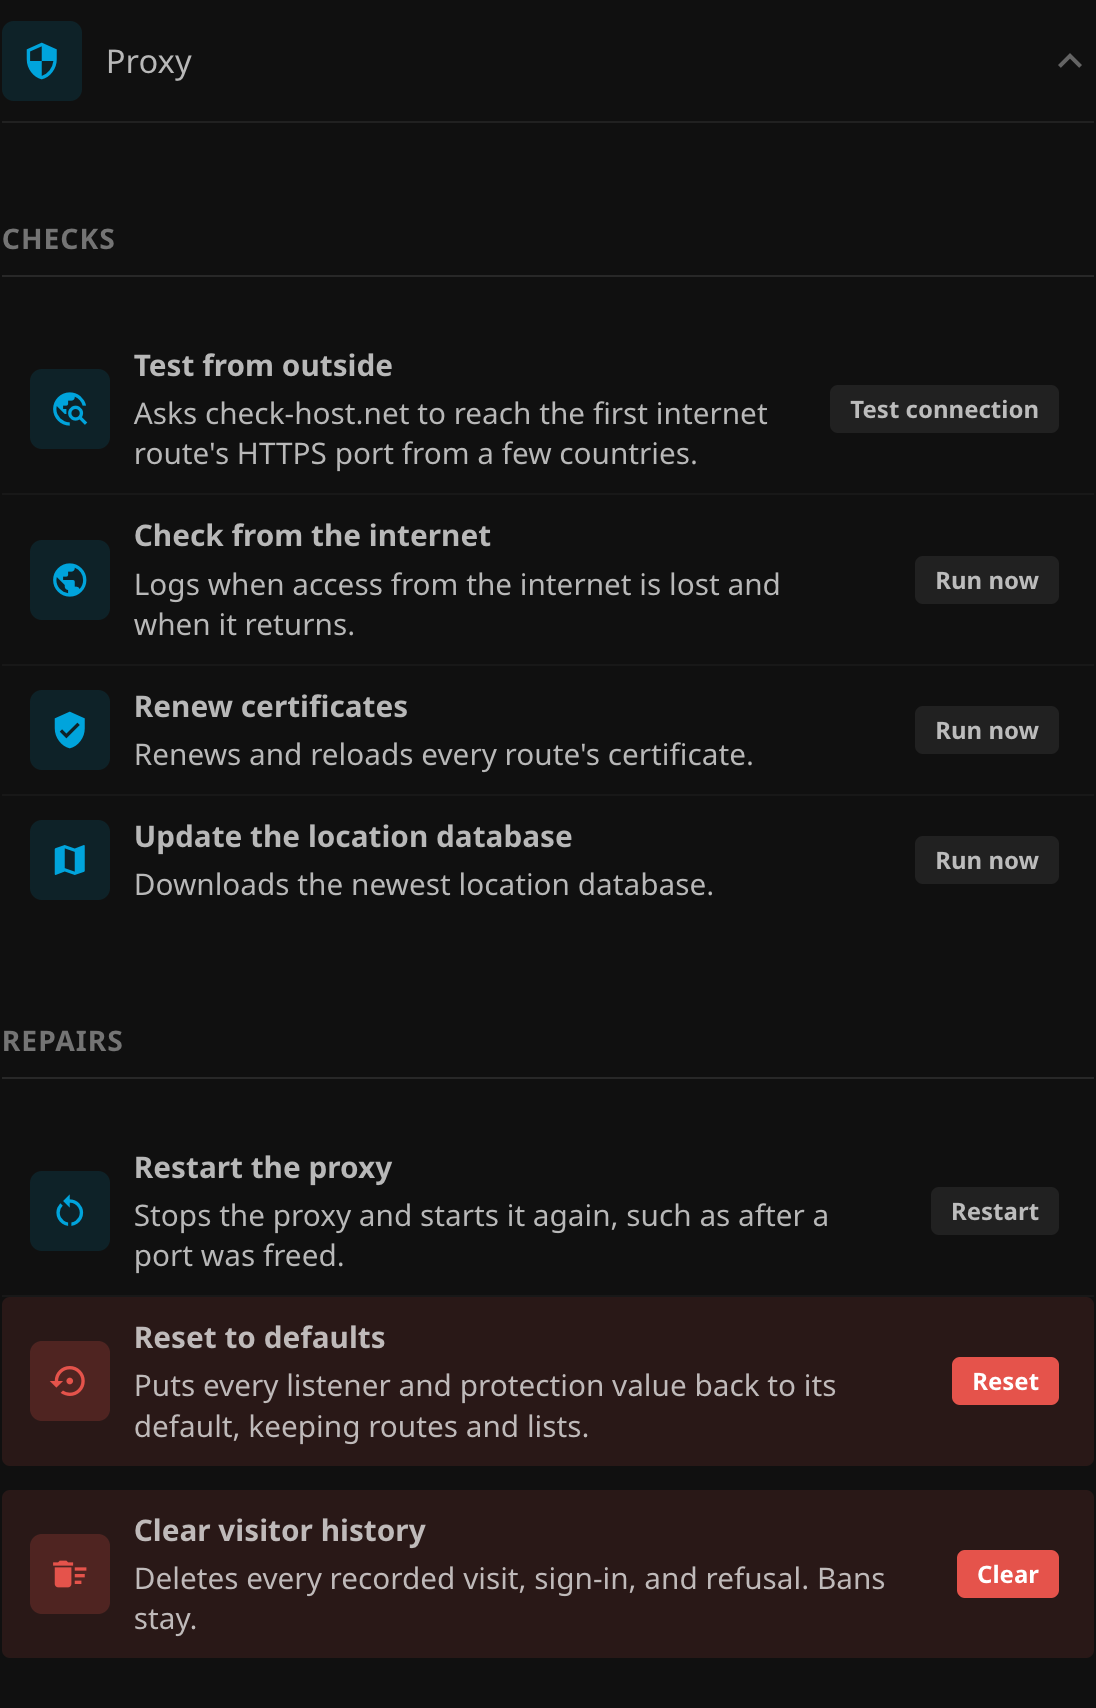 Proxy
CHECKS
Test from outside
Asks check-host.net to reach the first internet
route's HTTPS port from a few countries.
Test connection
Check from the internet
Logs when access from the internet is lost and
when it returns.
Run now
Renew certificates
Renews and reloads every route's certificate.
Run now
Update the location database
Downloads the newest location database.
Run now
REPAIRS
Restart the proxy
Stops the proxy and starts it again, such as after a
port was freed.
Restart
Reset to defaults
Puts every listener and protection value back to its
default, keeping routes and lists.
Reset
Clear visitor history
Deletes every recorded visit, sign-in, and refusal. Bans
stay.
Clear